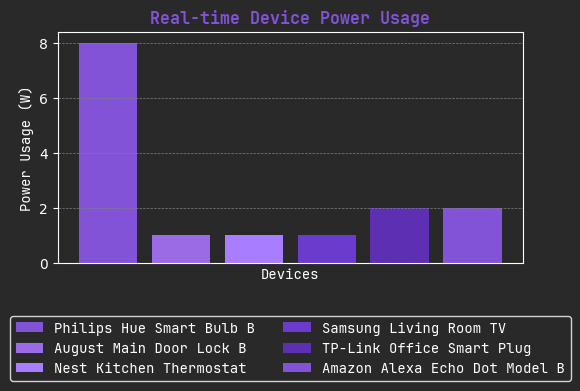 Real-time Device Power Usage
8
6
4
2
0
Power Usage (W)
Devices
Philips Hue Smart Bulb B
August Main Door Lock B
Nest Kitchen Thermostat
Samsung Living Room TV
TP-Link Office Smart Plug
Amazon Alexa Echo Dot Model B